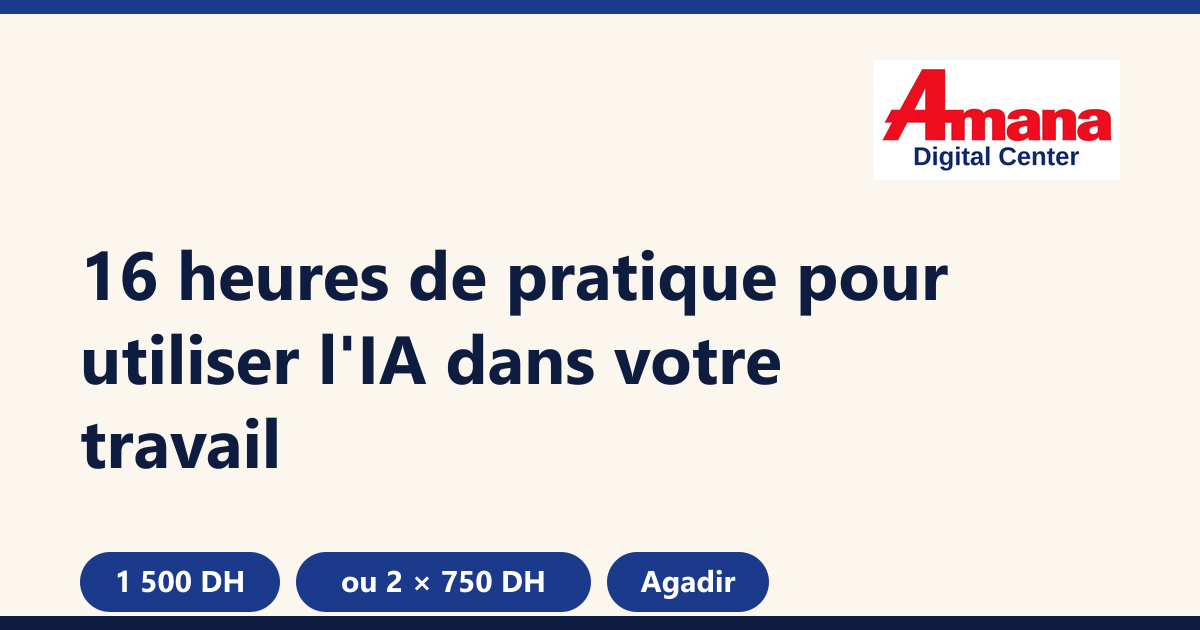 Amana
Digital Center
16 heures de pratique pour
utiliser l'IA dans votre
travail
1 500 DH
ou 2 × 750 DH
Agadir